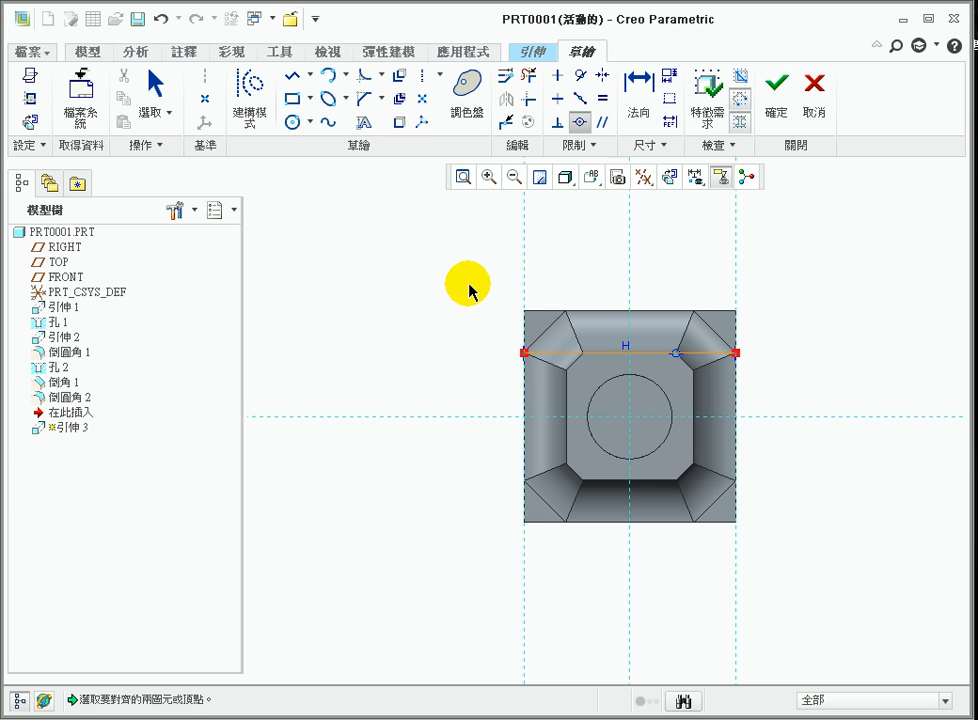 PRT0001(活動的) - Creo Parametric
檔案 模型 分析 註釋 彩現 工具 檢視 彈性建模 應用程式 引伸 草繪
檔案系統 選取 建構模式 調色盤 法向 特徵需求 確定 取消
設定 取得資料 操作 基準 草繪 編輯 限制 尺寸 檢查 關閉
模型樹
PRT0001.PRT
RIGHT
TOP
FRONT
PRT_CSYS_DEF
引伸 1
孔 1
引伸 2
倒圓角 1
孔 2
倒角 1
倒圓角 2
在此插入
引伸 3
H
選取要對齊的兩圖元或頂點。
全部